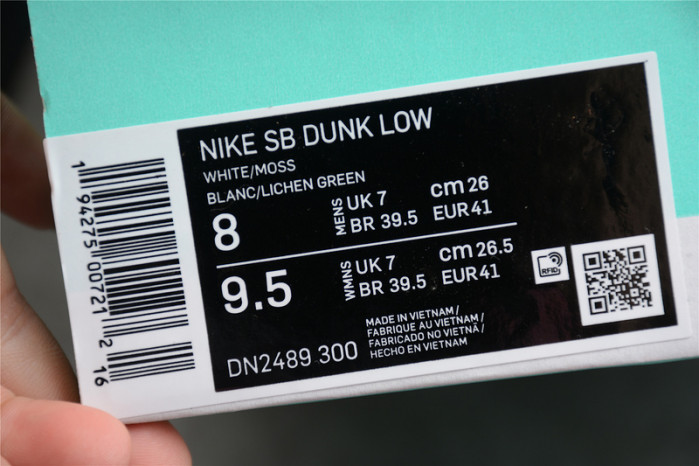 NIKE SB DUNK LOW
WHITE/MOSS
BLANC/LICHEN GREEN
8
MENS
UK 7
cm 26
BR 39.5
EUR 41
9.5
WMNS
UK 7
cm 26.5
BR 39.5
EUR 41
RFID
DN2489 300
MADE IN VIETNAM /
FABRIQUE AU VIETNAM /
FABRICADO NO VIETNÃ /
HECHO EN VIETNAM
1 94275 00721 2 16